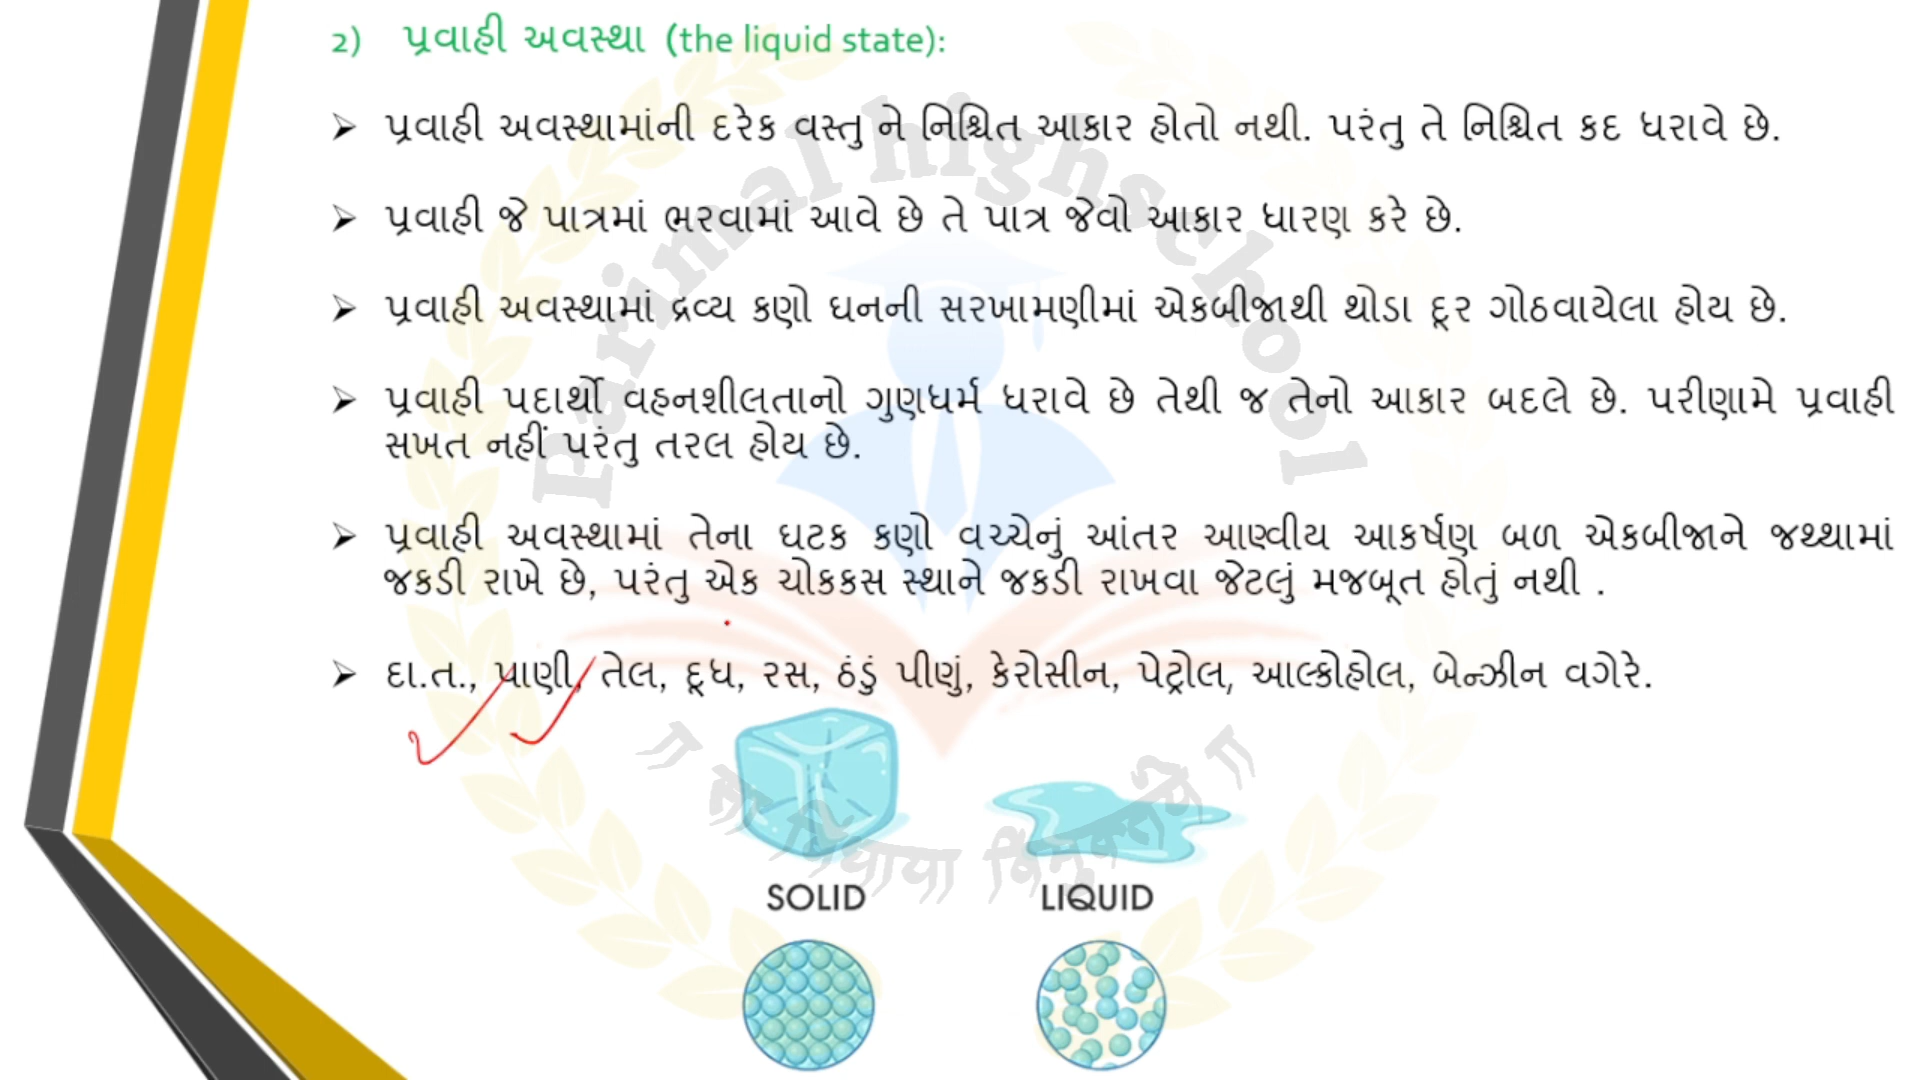 2) પ્રવાહી અવસ્થા (the liquid state):
➢ પ્રવાહી અવસ્થામાંની દરેક વસ્તુ ને નિશ્ચિત આકાર હોતો નથી. પરંતુ તે નિશ્ચિત કદ ધરાવે છે.
➢ પ્રવાહી જે પાત્રમાં ભરવામાં આવે છે તે પાત્ર જેવો આકાર ધારણ કરે છે.
➢ પ્રવાહી અવસ્થામાં દ્રવ્ય કણો ઘનની સરખામણીમાં એકબીજાથી થોડા દૂર ગોઠવાયેલા હોય છે.
➢ પ્રવાહી પદાર્થો વહનશીલતાનો ગુણધર્મ ધરાવે છે તેથી જ તેનો આકાર બદલે છે. પરીણામે પ્રવાહી
સખત નહીં પરંતુ તરલ હોય છે.
➢ પ્રવાહી અવસ્થામાં તેના ઘટક કણો વચ્ચેનું આંતર આણ્વીય આકર્ષણ બળ એકબીજાને જથ્થામાં
જકડી રાખે છે, પરંતુ એક ચોકકસ સ્થાને જકડી રાખવા જેટલું મજબૂત હોતું નથી .
➢ દા.ત., પાણી, તેલ, દૂધ, રસ, ઠંડું પીણું, કેરોસીન, પેટ્રોલ, આલ્કોહોલ, બેન્ઝીન વગેરે.
SOLID LIQUID
Parimal highschool